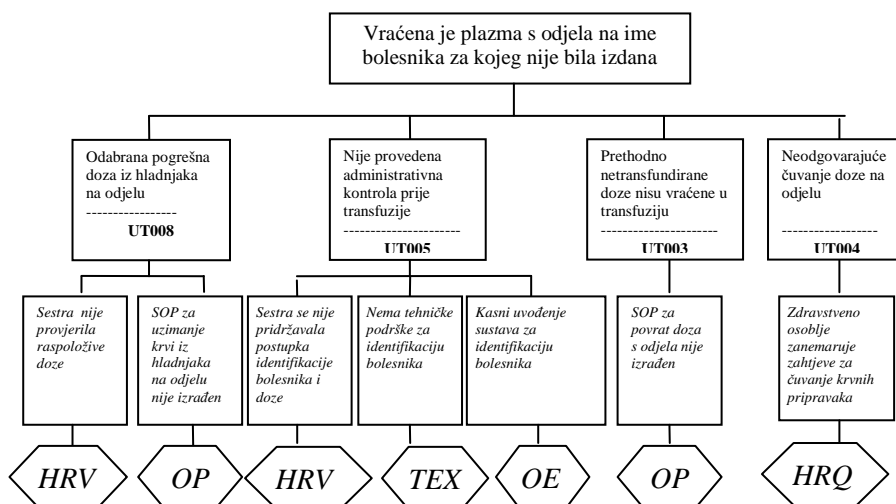 Vraćena je plazma s odjela na ime
bolesnika za kojeg nije bila izdana
Odabrana pogrešna
doza iz hladnjaka
na odjelu
-----------------
UT008
Nije provedena
administrativna
kontrola prije
transfuzije
----------------------
UT005
Prethodno
netransfundirane
doze nisu vraćene u
transfuziju
----------------------
UT003
Neodgovarajuće
čuvanje doze na
odjelu
------------------
UT004
Sestra nije
provjerila
raspoložive
doze
SOP za
uzimanje
krvi iz
hladnjaka
na odjelu
nije izrađen
Sestra se nije
pridržavala
postupka
identifikacije
bolesnika i
doze
Nema tehničke
podrške za
identifikaciju
bolesnika
Kasni uvođenje
sustava za
identifikaciju
bolesnika
SOP za
povrat doza
s odjela nije
izrađen
Zdravstveno
osoblje
zanemaruje
zahtjeve za
čuvanje krvnih
pripravaka
HRV
OP
HRV
TEX
OE
OP
HRQ